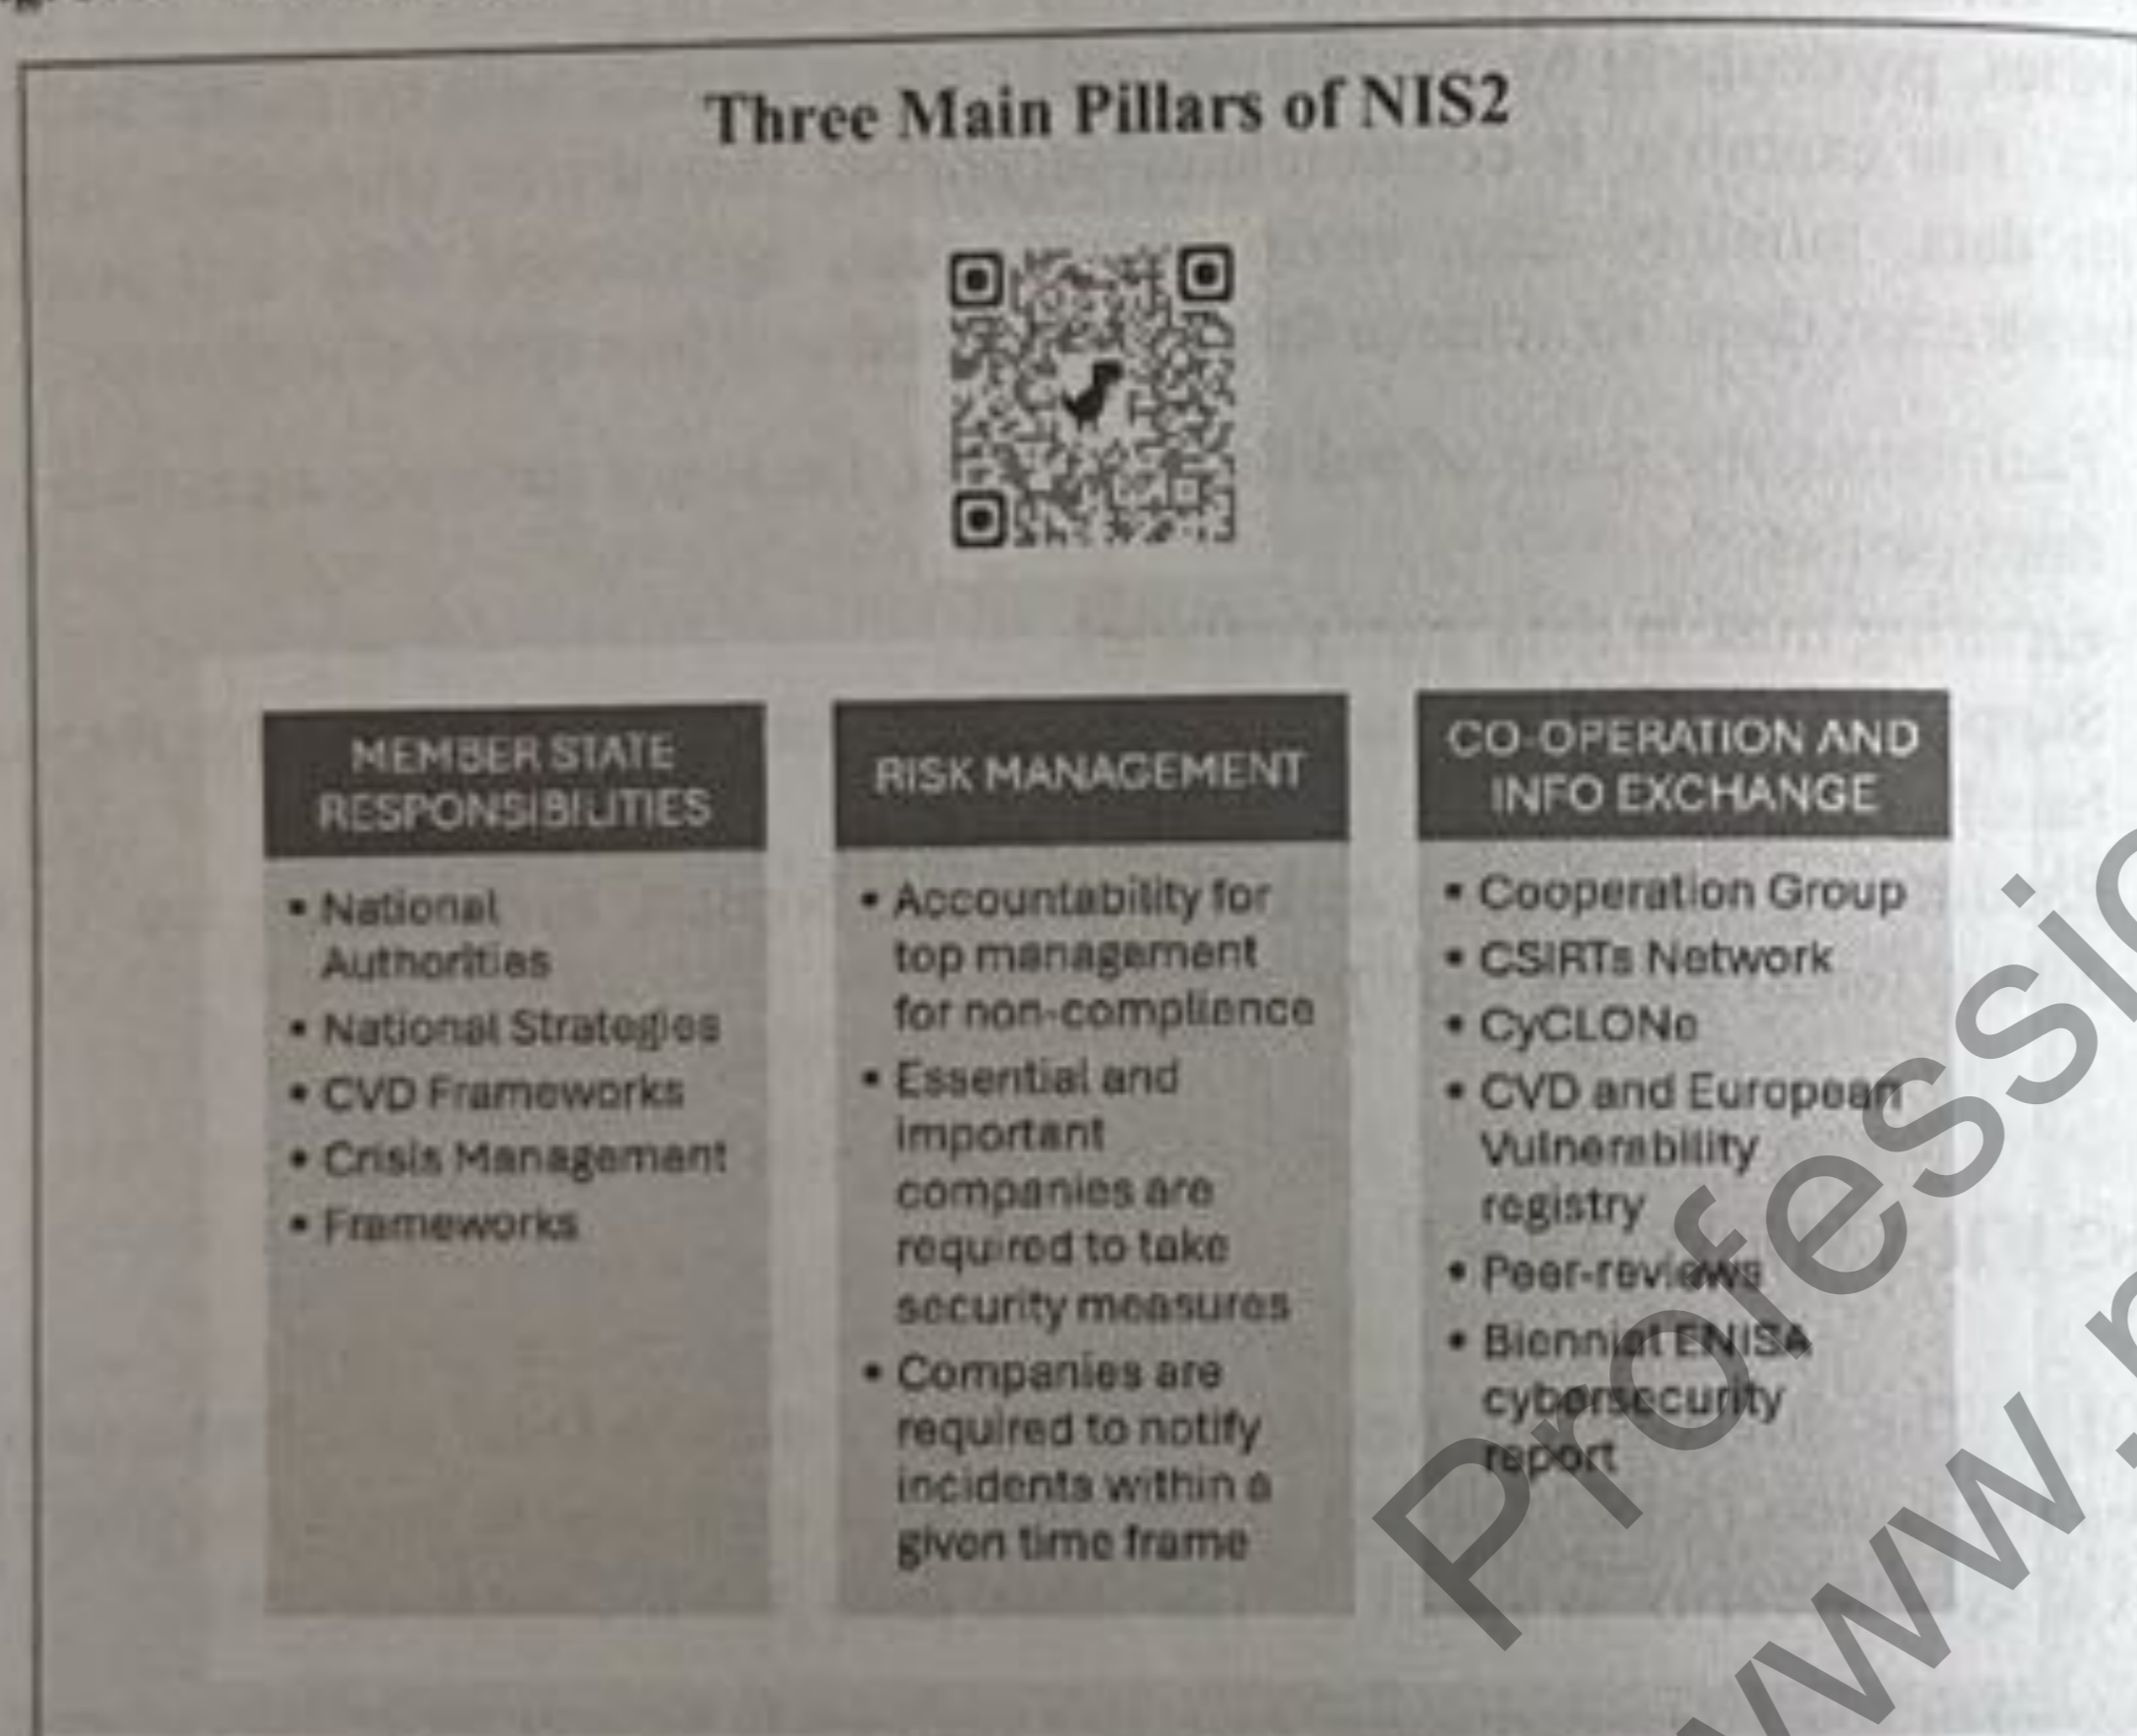 Three Main Pillars of NIS2
MEMBER STATE
RESPONSIBILITIES
• National
Authorities
• National Strategies
• CVD Frameworks
• Crisis Management
• Frameworks
RISK MANAGEMENT
• Accountability for
top management
for non-compliance
• Essential and
important
companies are
required to take
security measures
• Companies are
required to notify
incidents within a
given time frame
CO-OPERATION AND
INFO EXCHANGE
• Cooperation Group
• CSIRTs Network
• CyCLONe
• CVD and European
Vulnerability
registry
• Peer-reviews
• Biennial ENISA
cybersecurity
report